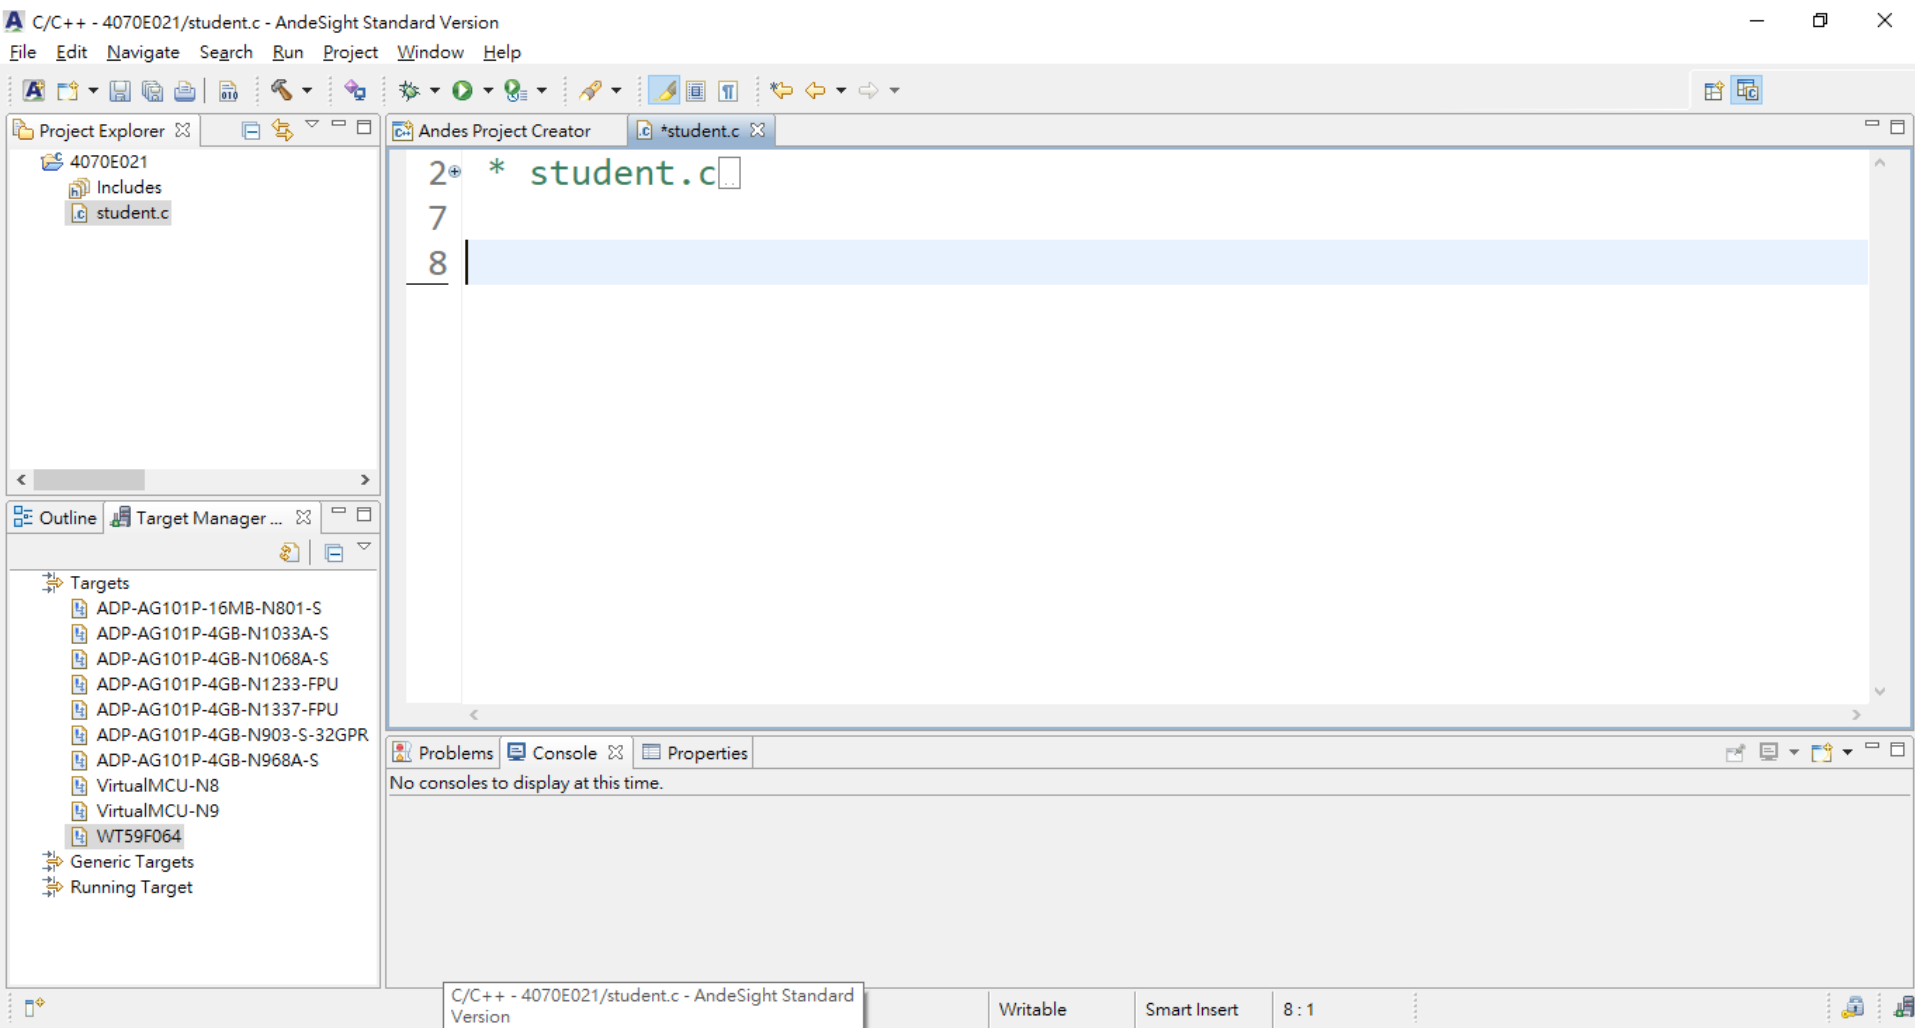 C/C++ - 4070E021/student.c - AndeSight Standard Version
File Edit Navigate Search Run Project Window Help
Project Explorer
4070E021
Includes
student.c
Andes Project Creator
*student.c
2 * student.c
7
8
Outline
Target Manager ...
Targets
ADP-AG101P-16MB-N801-S
ADP-AG101P-4GB-N1033A-S
ADP-AG101P-4GB-N1068A-S
ADP-AG101P-4GB-N1233-FPU
ADP-AG101P-4GB-N1337-FPU
ADP-AG101P-4GB-N903-S-32GPR
ADP-AG101P-4GB-N968A-S
VirtualMCU-N8
VirtualMCU-N9
WT59F064
Generic Targets
Running Target
Problems
Console
Properties
No consoles to display at this time.
C/C++ - 4070E021/student.c - AndeSight Standard
Version
Writable
Smart Insert
8 : 1